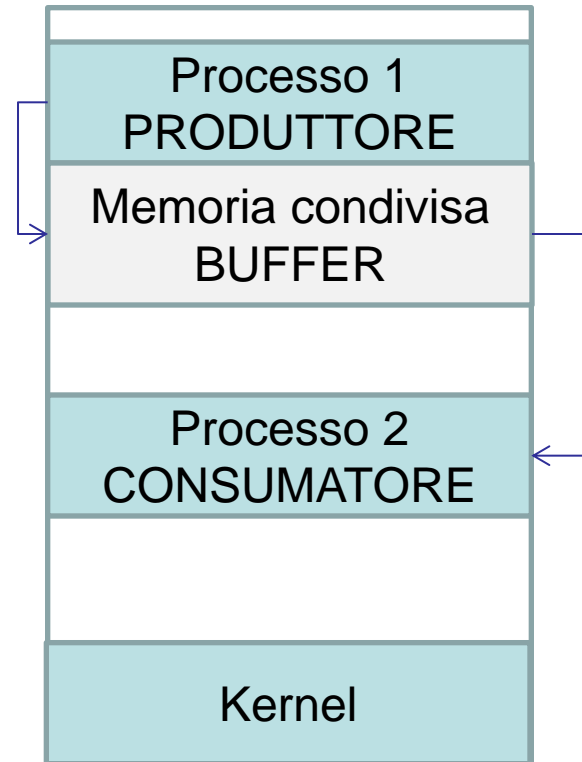 Processo 1
PRODUTTORE
Memoria condivisa
BUFFER
Processo 2
CONSUMATORE
Kernel